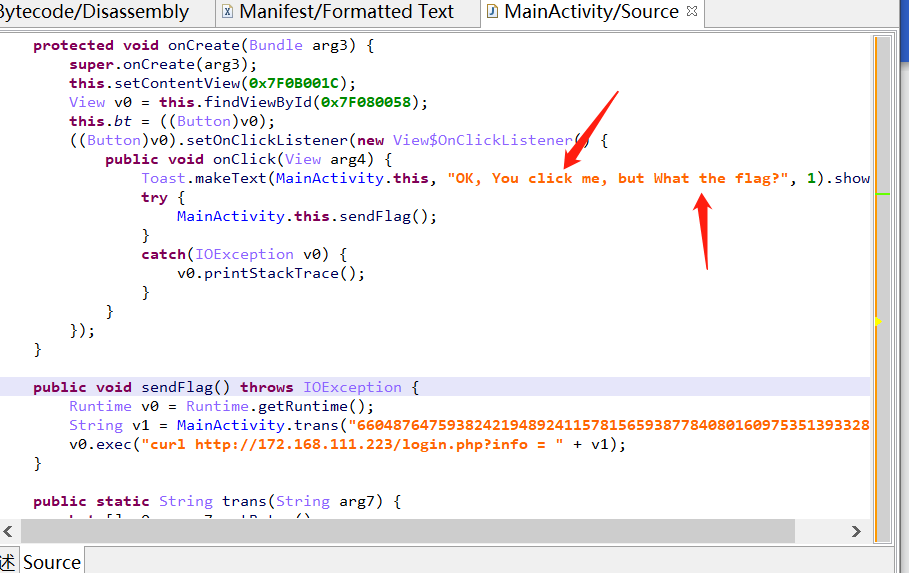 Bytecode/Disassembly
Manifest/Formatted Text
MainActivity/Source
protected void onCreate(Bundle arg3) {
super.onCreate(arg3);
this.setContentView(0x7F0B001C);
View v0 = this.findViewById(0x7F080058);
this.bt = ((Button)v0);
((Button)v0).setOnClickListener(new View$OnClickListener() {
public void onClick(View arg4) {
Toast.makeText(MainActivity.this, "OK, You click me, but What the flag?", 1).show
try {
MainActivity.this.sendFlag();
}
catch(IOException v0) {
v0.printStackTrace();
}
}
});
}
public void sendFlag() throws IOException {
Runtime v0 = Runtime.getRuntime();
String v1 = MainActivity.trans("660487647593824219489241157815659387784080160975351393328
v0.exec("curl http://172.168.111.223/login.php?info = " + v1);
}
public static String trans(String arg7) {
述
Source